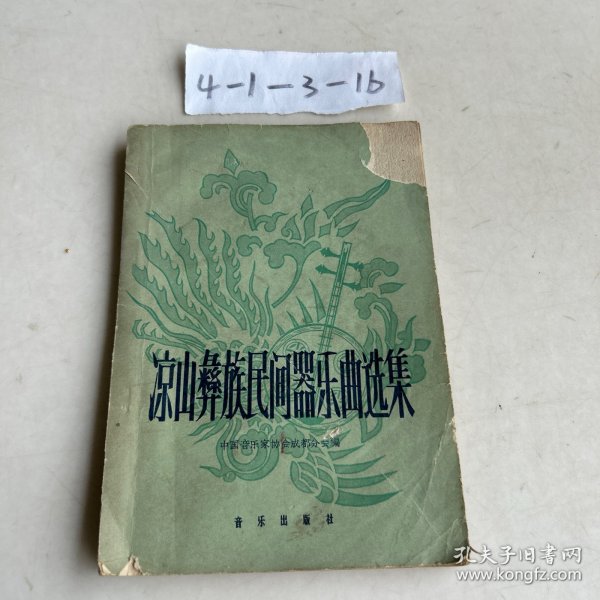 4-1-3-16
凉山彝族民间器乐曲选集
中国音乐家协会成都分会编
音乐出版社
孔夫子旧书网
www.kongfz.com